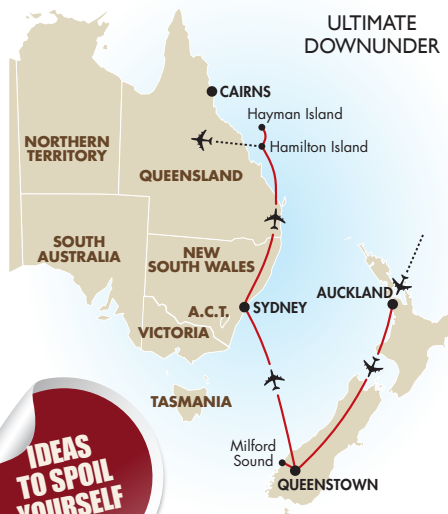 ULTIMATE
DOWNUNDER
CAIRNS
Hayman Island
Hamilton Island
NORTHERN
TERRITORY
QUEENSLAND
SOUTH
AUSTRALIA
NEW
SOUTH WALES
AUCKLAND
A.C.T.
SYDNEY
VICTORIA
TASMANIA
Milford
Sound
QUEENSTOWN
IDEAS
TO SPOIL
YOURSELF